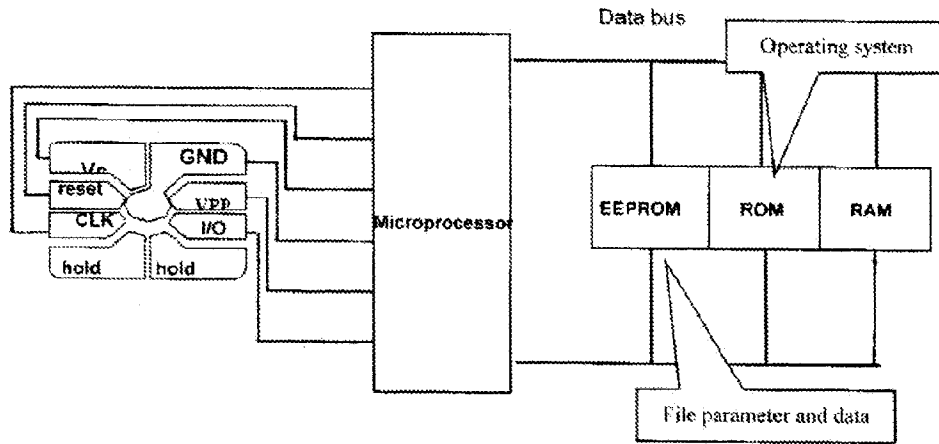 Data bus
Operating system
GND
reset
VPP
CLK
I/O
hold
hold
Microprocessor
EEPROM
ROM
RAM
File parameter and data